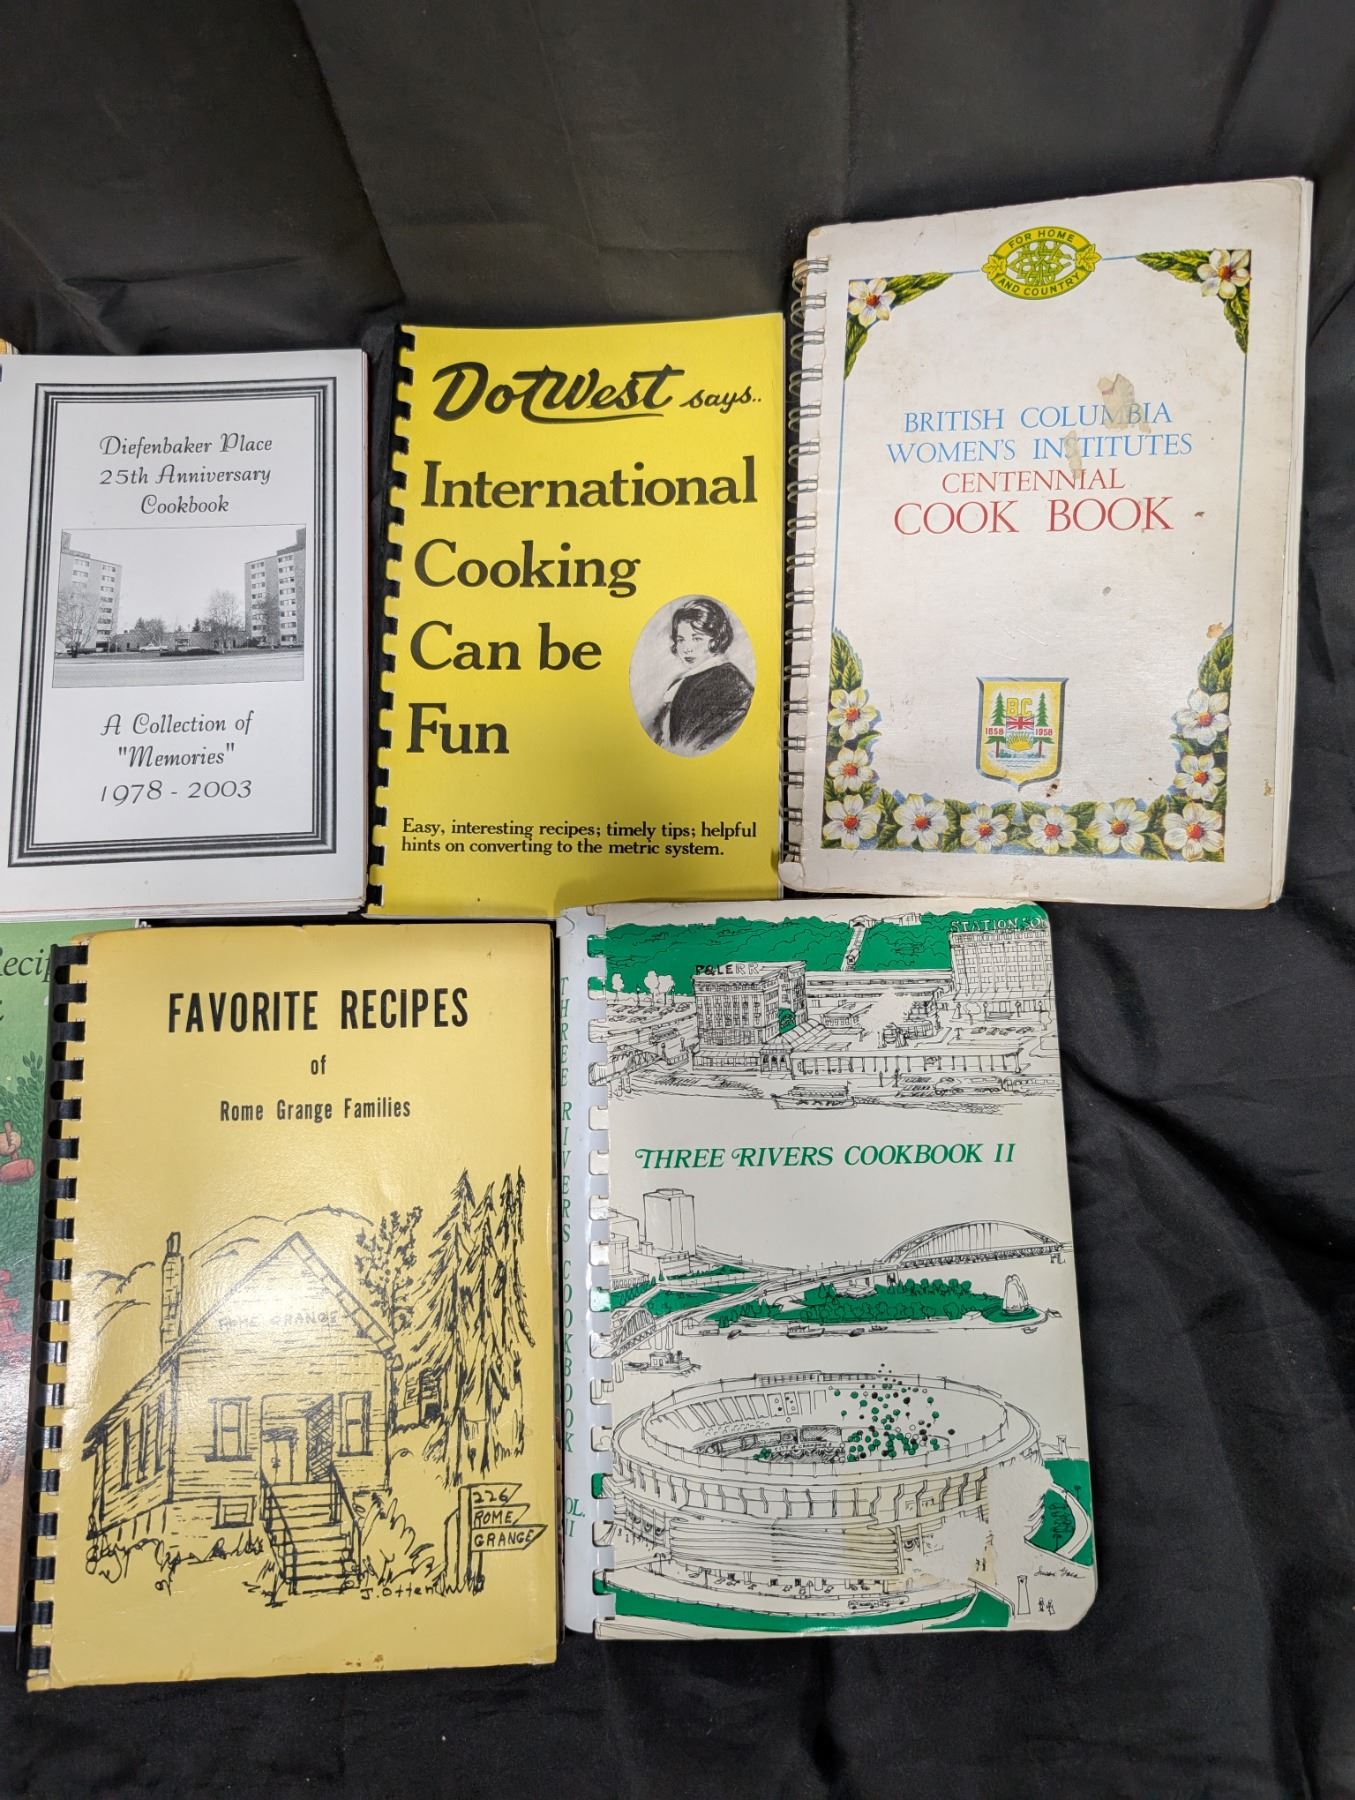 Diefenbaker Place
25th Anniversary
Cookbook
A Collection of
"Memories"
1978 - 2003
Dot West says..
International
Cooking
Can be
Fun
Easy, interesting recipes; timely tips; helpful
hints on converting to the metric system.
FOR HOME
AND COUNTRY
BRITISH COLUMBIA
WOMEN'S INSTITUTES
CENTENNIAL
COOK BOOK
BC
1858 1958
FAVORITE RECIPES
of
Rome Grange Families
ROME GRANGE
226
ROME
GRANGE
J. Otten
THREE RIVERS COOKBOOK
P&LERR
STATION SQ
THREE RIVERS COOKBOOK II